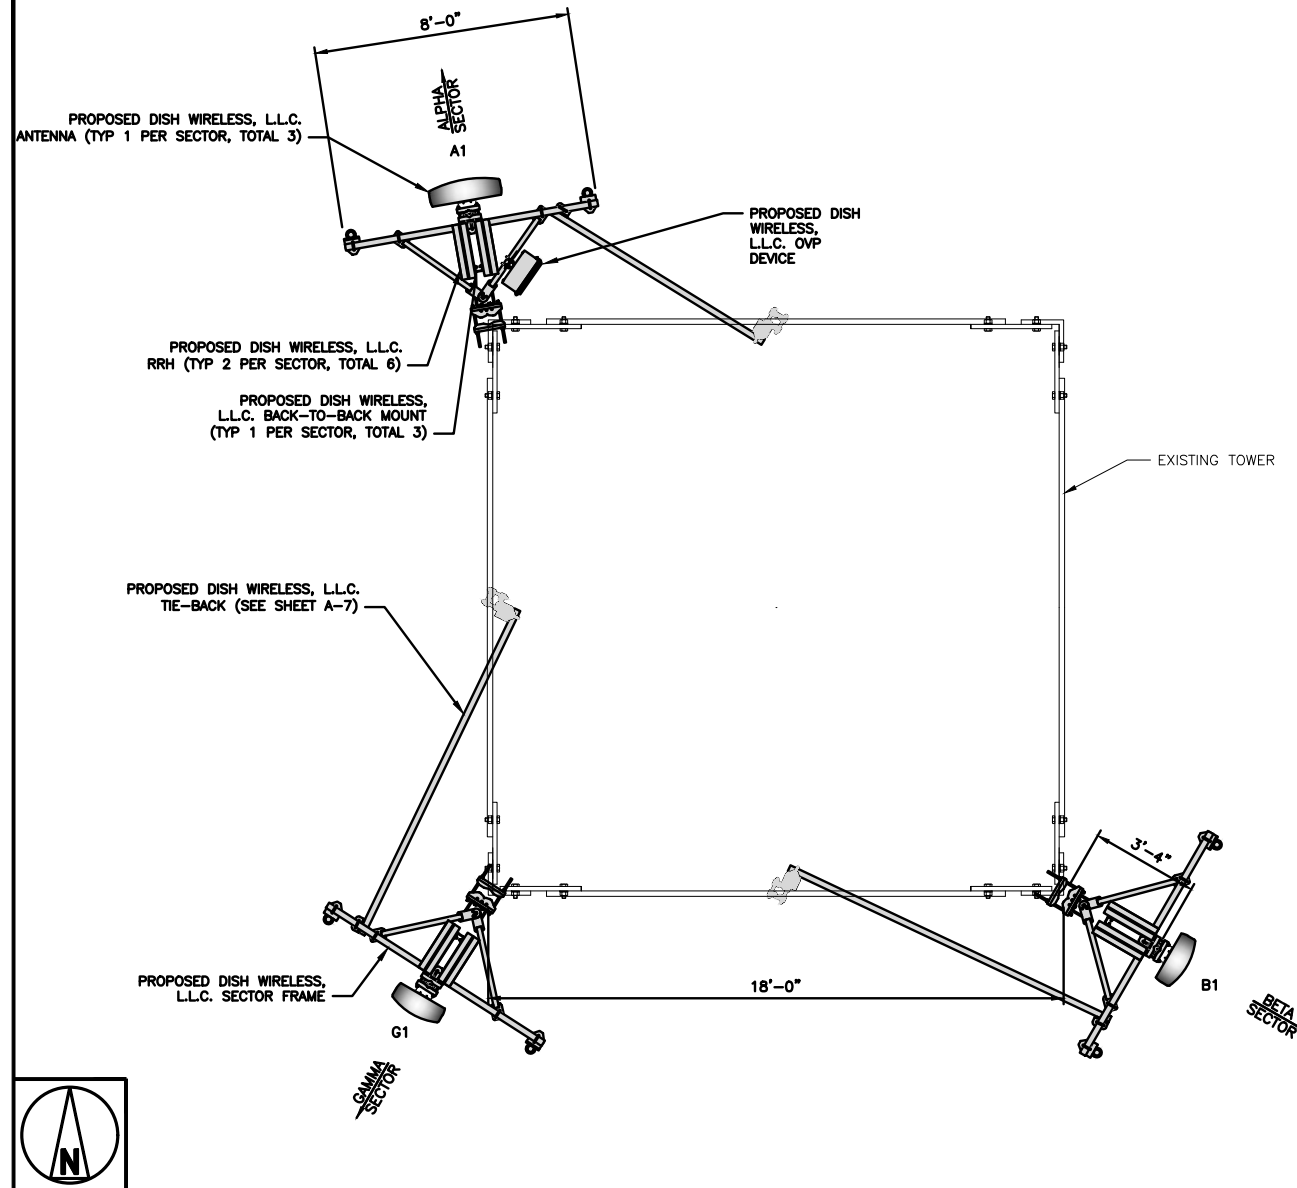 8'-0"
ALPHA
SECTOR
A1
PROPOSED DISH WIRELESS, L.L.C.
ANTENNA (TYP 1 PER SECTOR, TOTAL 3)
PROPOSED DISH
WIRELESS,
L.L.C. OVP
DEVICE
PROPOSED DISH WIRELESS, L.L.C.
RRH (TYP 2 PER SECTOR, TOTAL 6)
PROPOSED DISH WIRELESS,
L.L.C. BACK-TO-BACK MOUNT
(TYP 1 PER SECTOR, TOTAL 3)
EXISTING TOWER
PROPOSED DISH WIRELESS, L.L.C.
TIE-BACK (SEE SHEET A-7)
3'-4"
PROPOSED DISH WIRELESS,
L.L.C. SECTOR FRAME
18'-0"
B1
BETA
SECTOR
G1
GAMMA
SECTOR
N